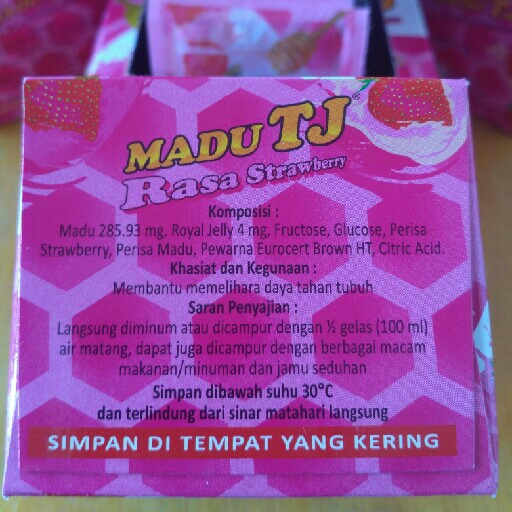 MADU TJ®
Rasa Strawberry
Komposisi :
Madu 285.93 mg, Royal Jelly 4 mg, Fructose, Glucose, Perisa
Strawberry, Perisa Madu, Pewarna Eurocert Brown HT, Citric Acid.
Khasiat dan Kegunaan :
Membantu memelihara daya tahan tubuh
Saran Penyajian :
Langsung diminum atau dicampur dengan ½ gelas (100 ml)
air matang, dapat juga dicampur dengan berbagai macam
makanan/minuman dan jamu seduhan
Simpan dibawah suhu 30°C
dan terlindung dari sinar matahari langsung
SIMPAN DI TEMPAT YANG KERING